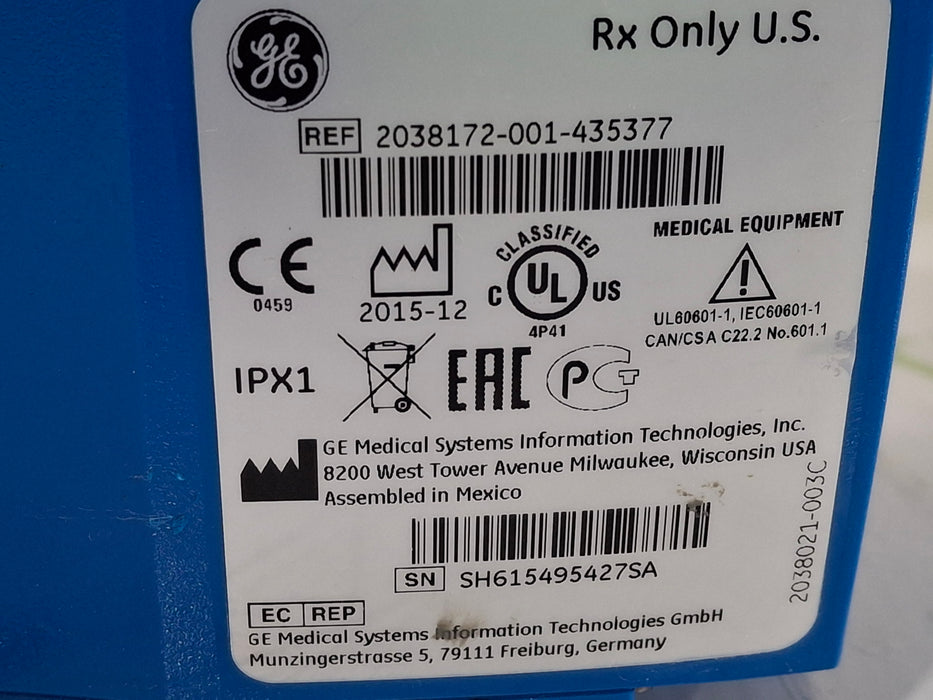 GE
Rx Only U.S.
REF 2038172-001-435377
CE
0459
2015-12
CLASSIFIED
C UL US
4P41
MEDICAL EQUIPMENT
!
UL60601-1, IEC60601-1
CAN/CSA C22.2 No.601.1
IPX1
EAC
PCT
GE Medical Systems Information Technologies, Inc.
8200 West Tower Avenue Milwaukee, Wisconsin USA
Assembled in Mexico
SN SH615495427SA
2038021-003C
EC REP
GE Medical Systems Information Technologies GmbH
Munzingerstrasse 5, 79111 Freiburg, Germany